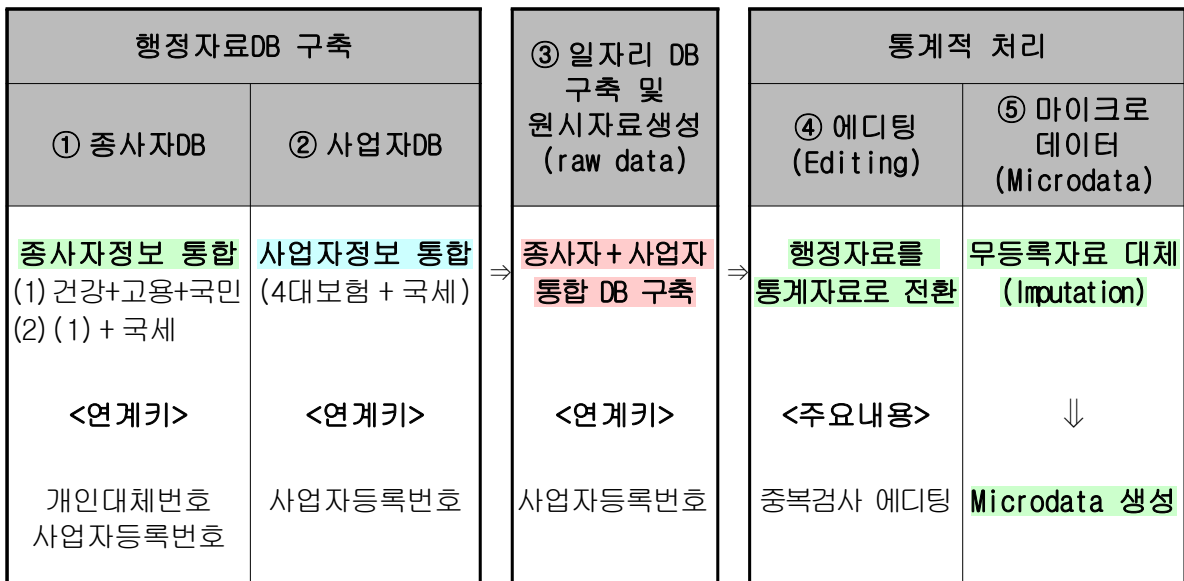 행정자료DB 구축
① 종사자DB
② 사업자DB
③ 일자리 DB
구축 및
원시자료생성
(raw data)
통계적 처리
④ 에디팅
(Editing)
⑤ 마이크로
데이터
(Microdata)
종사자정보 통합
(1) 건강+고용+국민
(2) (1) + 국세
<연계키>
개인대체번호
사업자등록번호
사업자정보 통합
(4대보험 + 국세)
<연계키>
사업자등록번호
⇒
종사자+사업자
통합 DB 구축
<연계키>
사업자등록번호
⇒
행정자료를
통계자료로 전환
<주요내용>
중복검사 에디팅
무등록자료 대체
(Imputation)
⇓
Microdata 생성